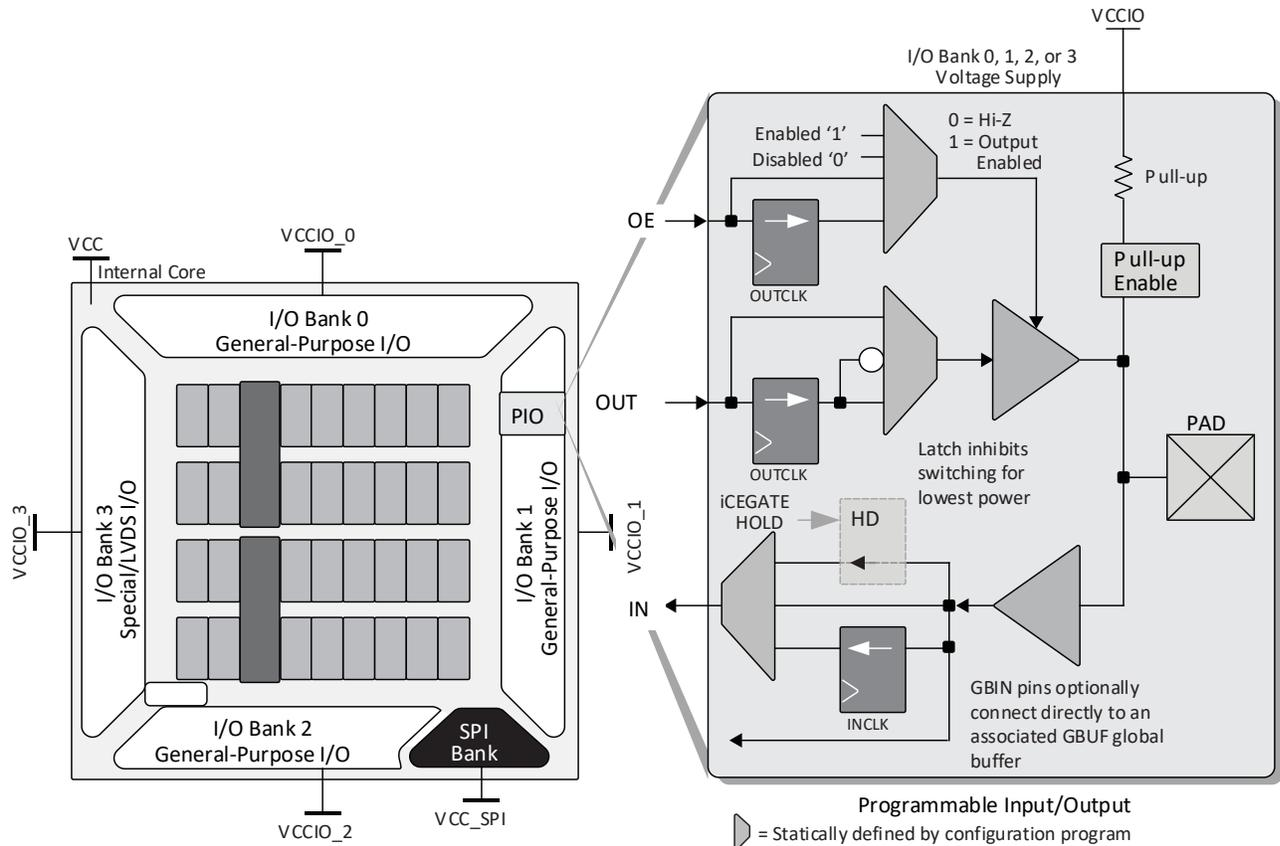 VCC
Internal Core
VCCIO_0
I/O Bank 0
General-Purpose I/O
PIO
I/O Bank 1
General-Purpose I/O
VCCIO_1
VCCIO_3
I/O Bank 3
Special/LVDS I/O
I/O Bank 2
General-Purpose I/O
SPI
Bank
VCCIO_2
VCC_SPI
VCCIO
I/O Bank 0, 1, 2, or 3
Voltage Supply
Enabled ‘1’
Disabled ‘0’
0 = Hi-Z
1 = Output
Enabled
Pull-up
Pull-up
Enable
OE
OUTCLK
OUT
OUTCLK
Latch inhibits
switching for
lowest power
PAD
iCEGATE
HOLD
HD
IN
INCLK
GBIN pins optionally
connect directly to an
associated GBUF global
buffer
Programmable Input/Output
= Statically defined by configuration program